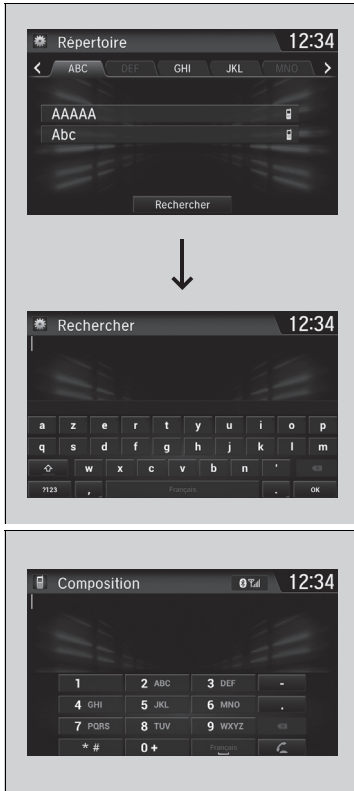 Répertoire 12:34
< ABC DEF GHI JKL MNO >
AAAAA
Abc
Rechercher
Rechercher 12:34
a z e r t y u i o p
q s d f g h j k l m
w x c v b n '
?123 , Français . OK
Composition 12:34
1 2 ABC 3 DEF -
4 GHI 5 JKL 6 MNO .
7 PQRS 8 TUV 9 WXYZ
* # 0 + Français